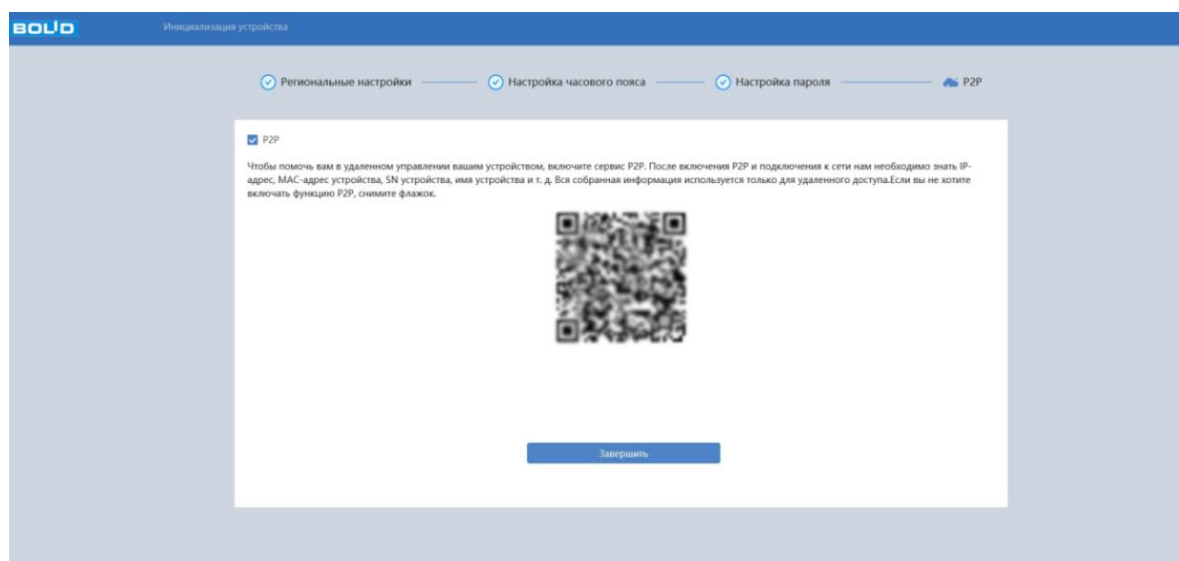 BOLID
Инициализация устройства
Региональные настройки
Настройка часового пояса
Настройка пароля
P2P
P2P
Чтобы помочь вам в удаленном управлении вашим устройством, включите сервис P2P. После включения P2P и подключения к сети нам необходимо знать IP-
адрес, MAC-адрес устройства, SN устройства, имя устройства и т. д. Вся собранная информация используется только для удаленного доступа.Если вы не хотите
включать функцию P2P, снимите флажок.
Завершить